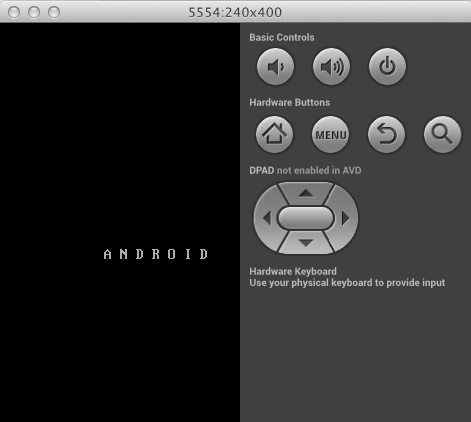 5554:240x400
Basic Controls
Hardware Buttons
MENU
DPAD not enabled in AVD
A N D R O I D
Hardware Keyboard
Use your physical keyboard to provide input